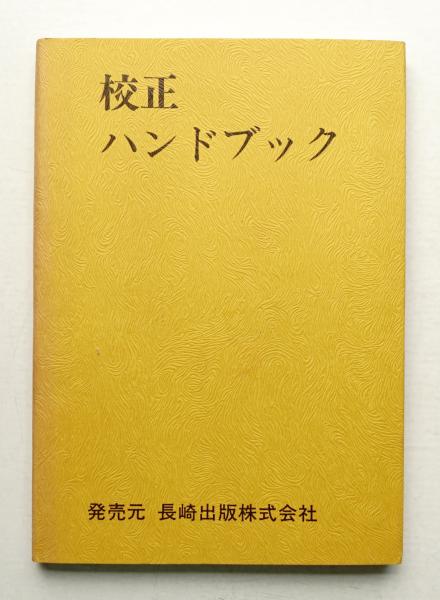 校正
ハンドブック
発売元 長崎出版株式会社